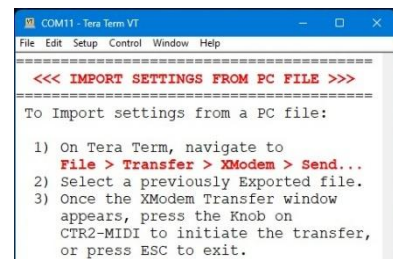 COM11 - Tera Term VT
File Edit Setup Control Window Help
==============================================
<<< IMPORT SETTINGS FROM PC FILE >>>
==============================================
To Import settings from a PC file:
1) On Tera Term, navigate to
File > Transfer > XModem > Send...
2) Select a previously Exported file.
3) Once the XModem Transfer window
appears, press the Knob on
CTR2-MIDI to initiate the transfer,
or press ESC to exit.